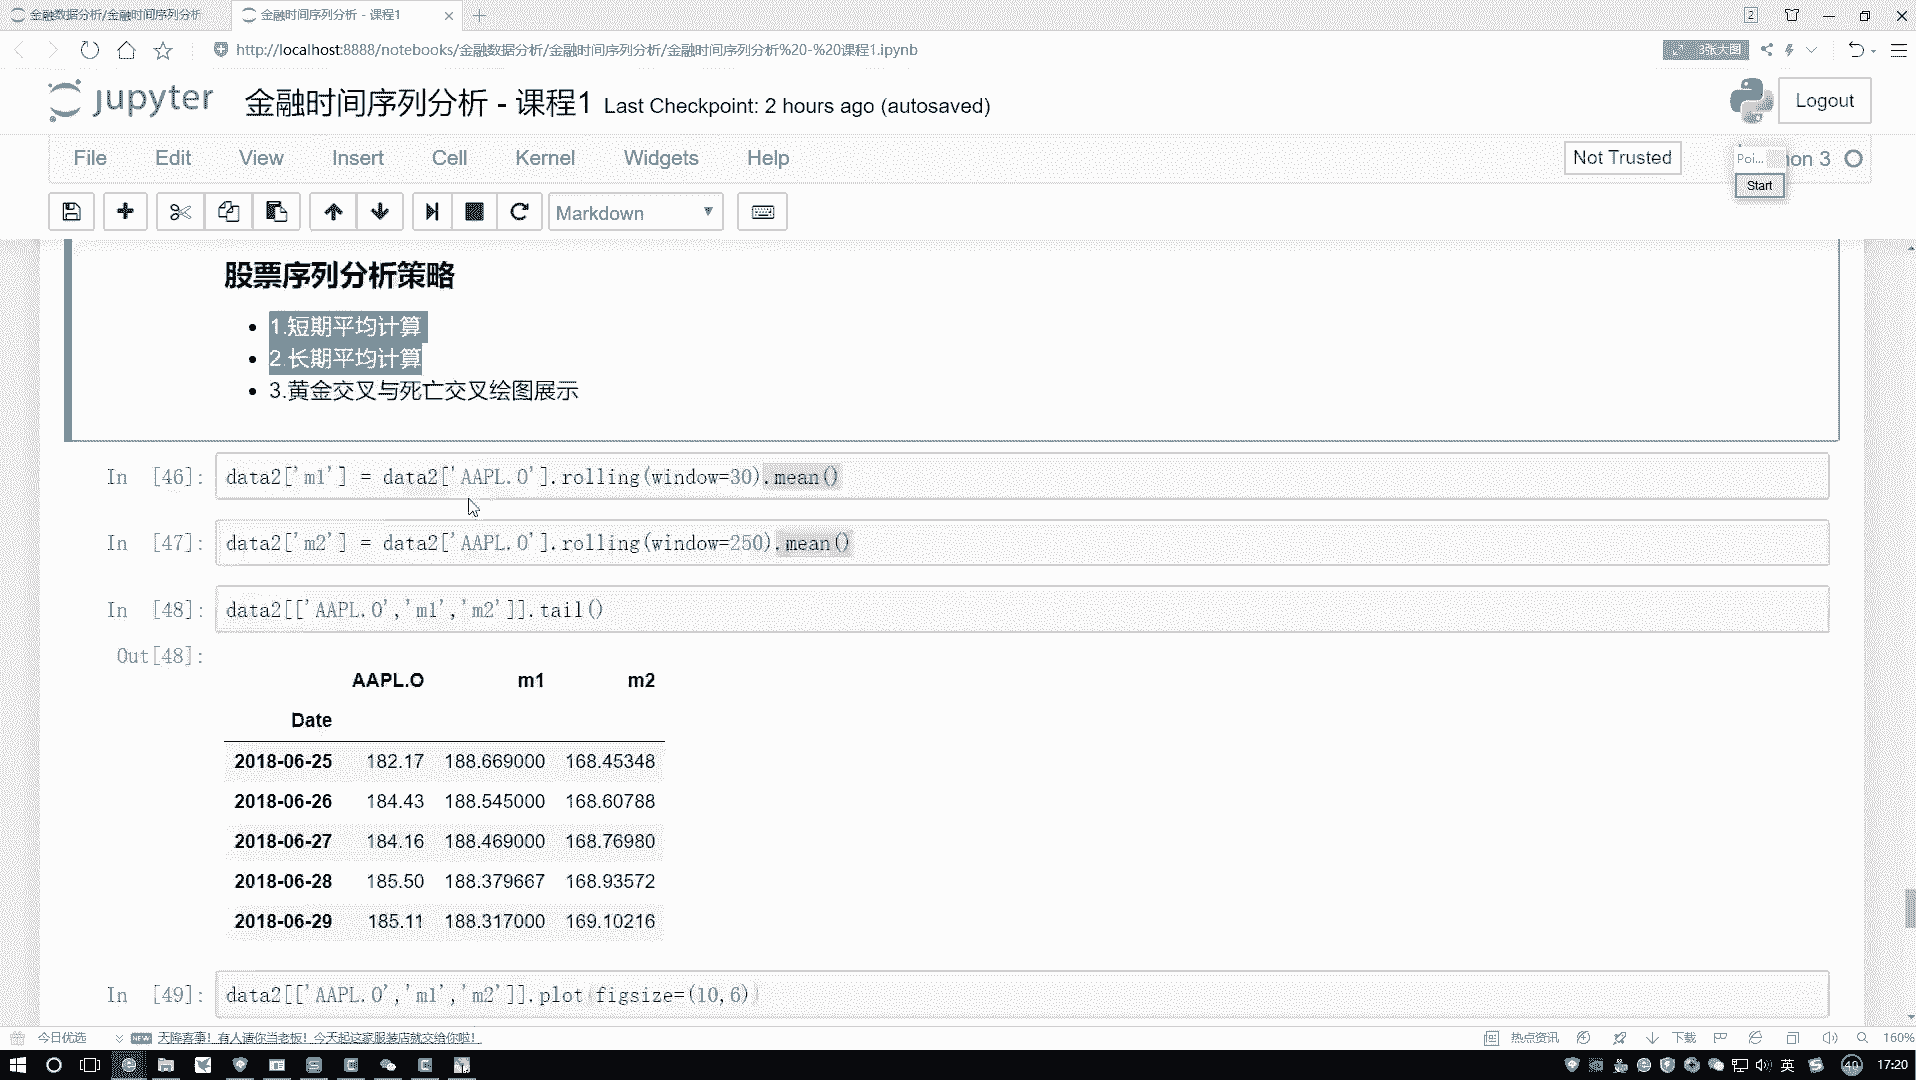 金融数据分析/金融时间序列分析
金融时间序列分析 - 课程1
2
http://localhost:8888/notebooks/金融数据分析/金融时间序列分析/金融时间序列分析%20-%20课程1.ipynb
3张大图
jupyter 金融时间序列分析 - 课程1 Last Checkpoint: 2 hours ago (autosaved)
Logout
File Edit View Insert Cell Kernel Widgets Help
Not Trusted
Poi...
hon 3
Start
Markdown
股票序列分析策略
1.短期平均计算
2.长期平均计算
3.黄金交叉与死亡交叉绘图展示
In [46]: data2['m1'] = data2['AAPL.O'].rolling(window=30).mean()
In [47]: data2['m2'] = data2['AAPL.O'].rolling(window=250).mean()
In [48]: data2[['AAPL.O','m1','m2']].tail()
Out[48]:
AAPL.O m1 m2
Date
2018-06-25 182.17 188.669000 168.45348
2018-06-26 184.43 188.545000 168.60788
2018-06-27 184.16 188.469000 168.76980
2018-06-28 185.50 188.379667 168.93572
2018-06-29 185.11 188.317000 169.10216
In [49]: data2[['AAPL.O','m1','m2']].plot(figsize=(10,6))
今日优选
NEW 天降喜事！有人请你当老板！今天起这家服装店就交给你啦！
热点资讯
下载
160%
英
40
17:20